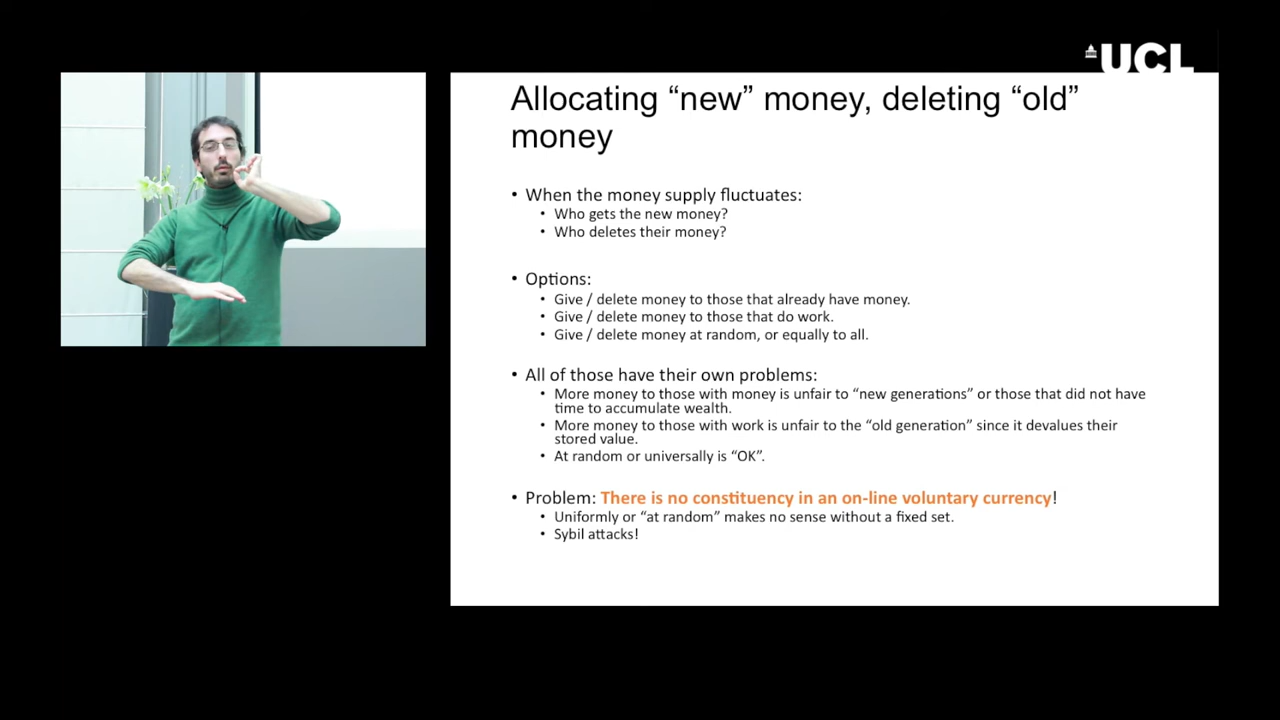 UCL
Allocating “new” money, deleting “old”
money
• When the money supply fluctuates:
• Who gets the new money?
• Who deletes their money?
• Options:
• Give / delete money to those that already have money.
• Give / delete money to those that do work.
• Give / delete money at random, or equally to all.
• All of those have their own problems:
• More money to those with money is unfair to “new generations” or those that did not have
time to accumulate wealth.
• More money to those with work is unfair to the “old generation” since it devalues their
stored value.
• At random or universally is “OK”.
• Problem: There is no constituency in an on-line voluntary currency!
• Uniformly or “at random” makes no sense without a fixed set.
• Sybil attacks!